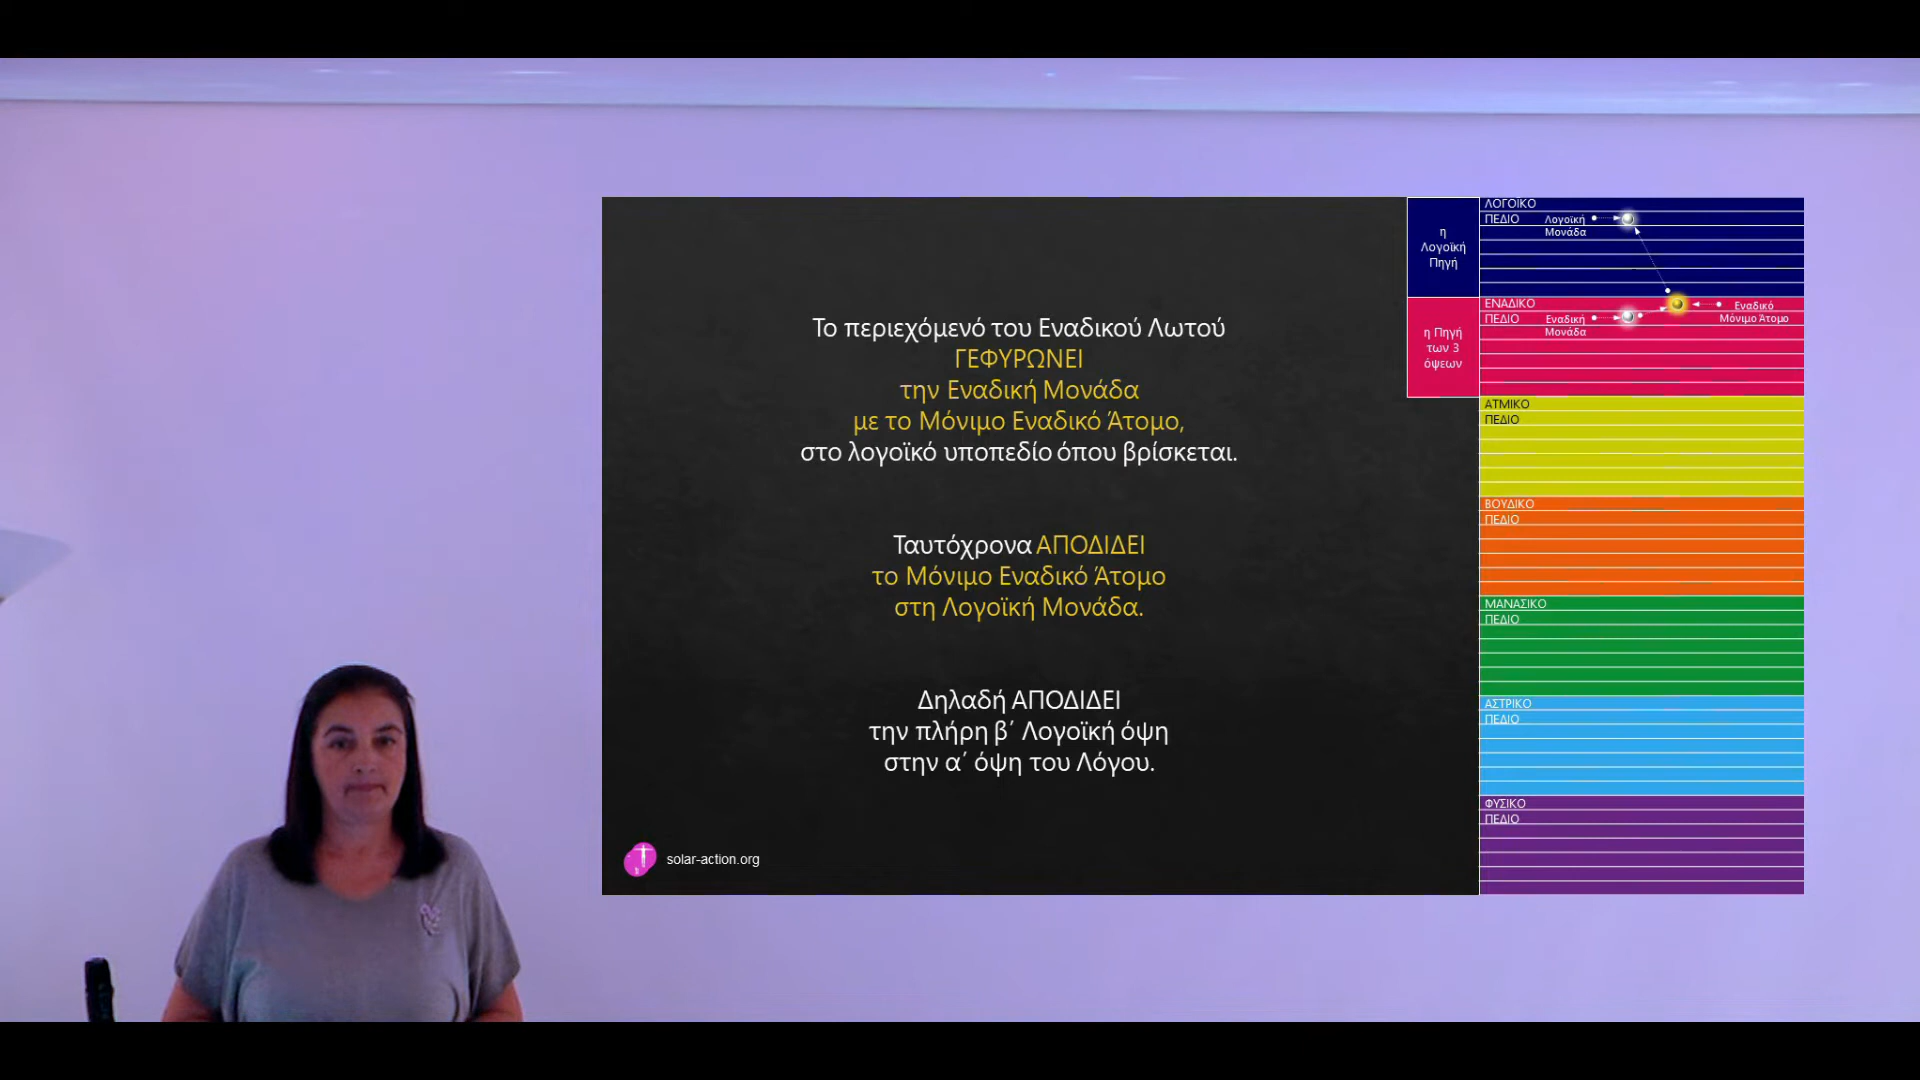 Το περιεχόμενό του Εναδικού Λωτού
ΓΕΦΥΡΩΝΕΙ
την Εναδική Μονάδα
με το Μόνιμο Εναδικό Άτομο,
στο λογοϊκό υποπεδίο όπου βρίσκεται.
Ταυτόχρονα ΑΠΟΔΙΔΕΙ
το Μόνιμο Εναδικό Άτομο
στη Λογοϊκή Μονάδα.
Δηλαδή ΑΠΟΔΙΔΕΙ
την πλήρη β΄ Λογοϊκή όψη
στην α΄ όψη του Λόγου.
solar-action.org
η
Λογοϊκή
Πηγή
η Πηγή
των 3
όψεων
ΛΟΓΟΪΚΟ
ΠΕΔΙΟ
Λογοϊκή
Μονάδα
ΕΝΑΔΙΚΟ
ΠΕΔΙΟ
Εναδική
Μονάδα
Εναδικό
Μόνιμο Άτομο
ΑΤΜΙΚΟ
ΠΕΔΙΟ
ΒΟΥΔΙΚΟ
ΠΕΔΙΟ
ΜΑΝΑΣΙΚΟ
ΠΕΔΙΟ
ΑΣΤΡΙΚΟ
ΠΕΔΙΟ
ΦΥΣΙΚΟ
ΠΕΔΙΟ